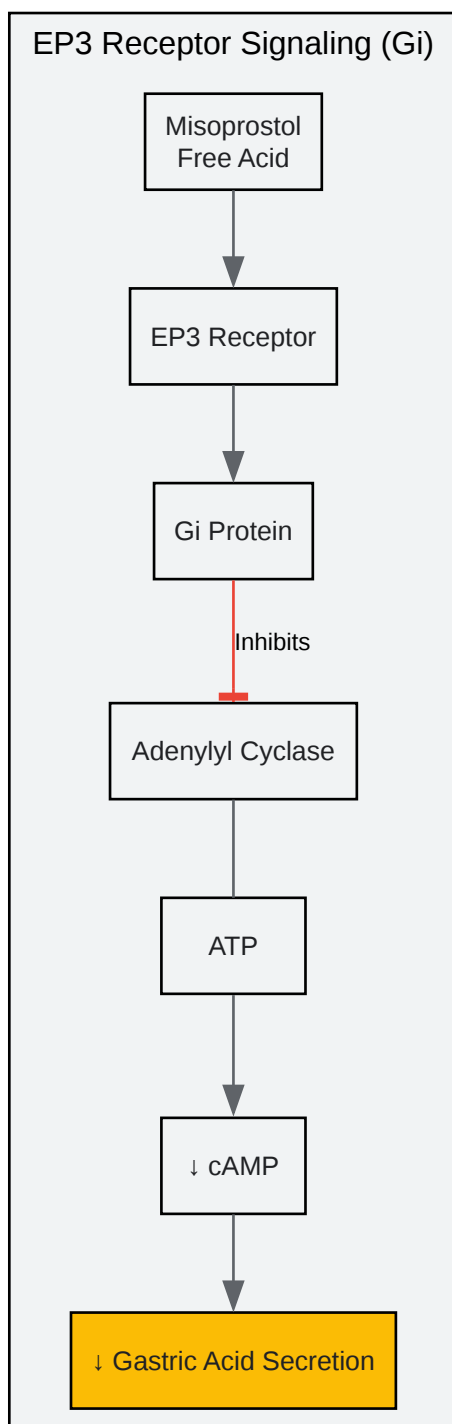 EP3 Receptor Signaling (Gi)
Misoprostol
Free Acid
EP3 Receptor
Gi Protein
Inhibits
Adenylyl Cyclase
ATP
↓ cAMP
↓ Gastric Acid Secretion